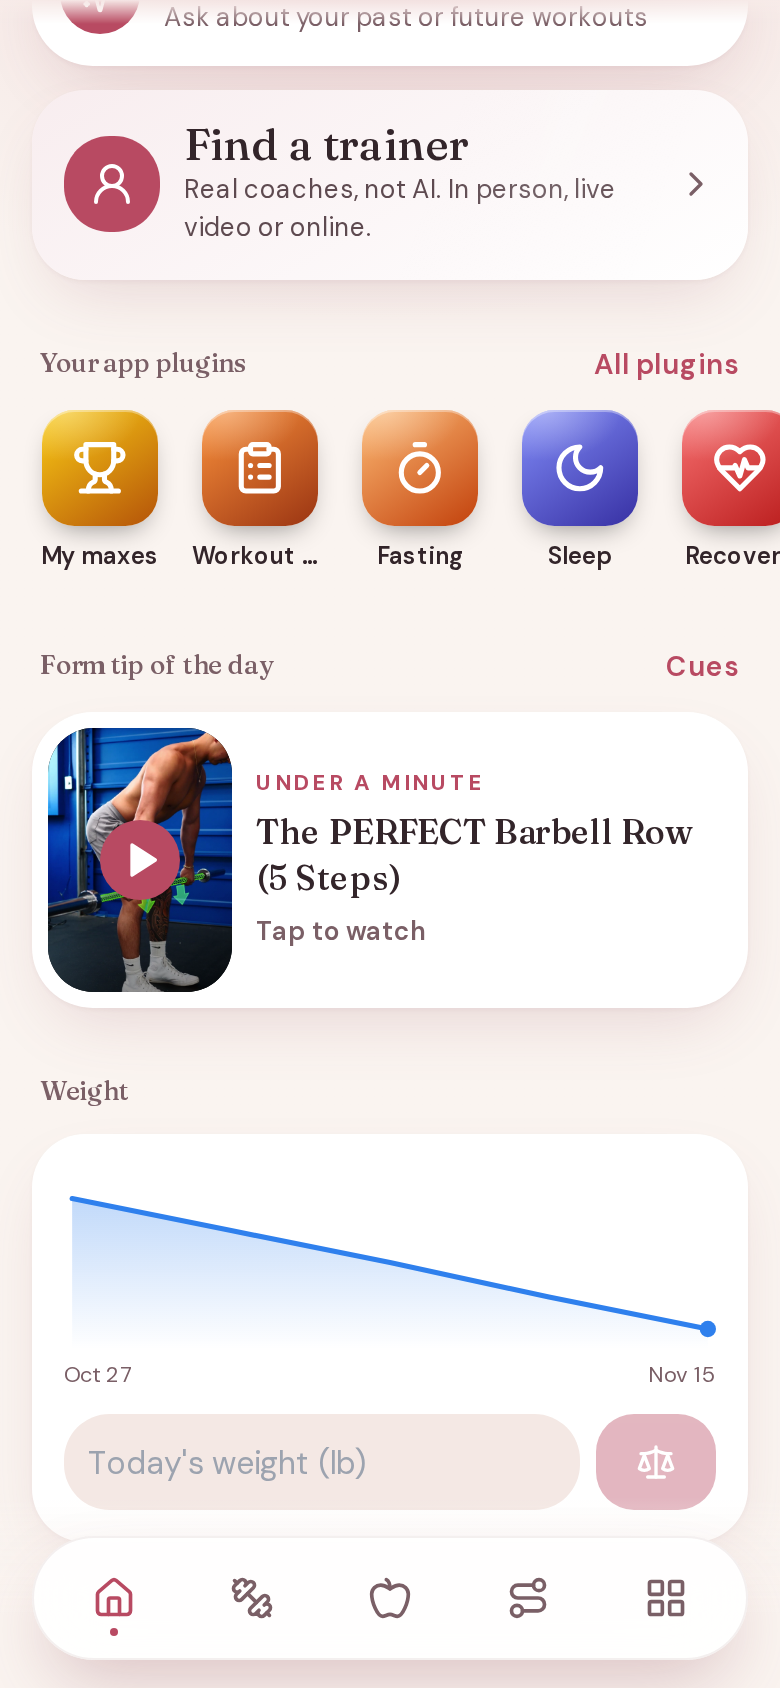 Ask about your past or future workouts
Find a trainer
Real coaches, not AI. In person, live
video or online.
Your app plugins
All plugins
My maxes
Workout ...
Fasting
Sleep
Recover
Form tip of the day
Cues
UNDER A MINUTE
The PERFECT Barbell Row
(5 Steps)
Tap to watch
Weight
Oct 27
Nov 15
Today's weight (lb)